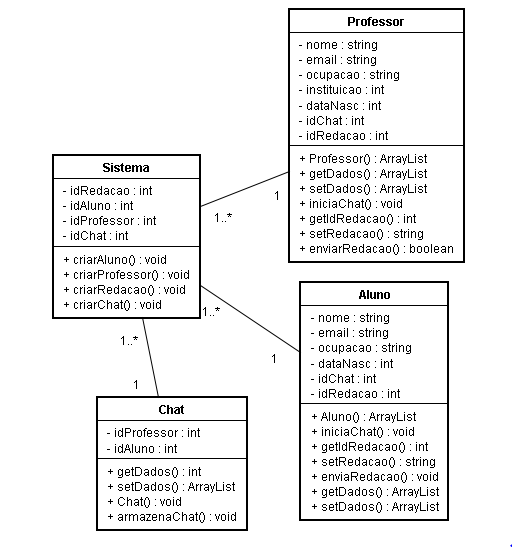 Professor
- nome : string
- email : string
- ocupacao : string
- instituicao : int
- dataNasc : int
- idChat : int
- idRedacao : int
+ Professor() : ArrayList
+ getDados() : ArrayList
+ setDados() : ArrayList
+ iniciaChat() : void
+ getIdRedacao() : int
+ setRedacao() : string
+ enviarRedacao() : boolean
Sistema
- idRedacao : int
- idAluno : int
- idProfessor : int
- idChat : int
+ criarAluno() : void
+ criarProfessor() : void
+ criarRedacao() : void
+ criarChat() : void
1..*
1
1..*
1
1..*
1
Aluno
- nome : string
- email : string
- ocupacao : string
- dataNasc : int
- idChat : int
- idRedacao : int
+ Aluno() : ArrayList
+ iniciaChat() : void
+ getIdRedacao() : int
+ setRedacao() : string
+ enviaRedacao() : void
+ getDados() : ArrayList
+ setDados() : ArrayList
Chat
- idProfessor : int
- idAluno : int
+ getDados() : int
+ setDados() : ArrayList
+ Chat() : void
+ armazenaChat() : void